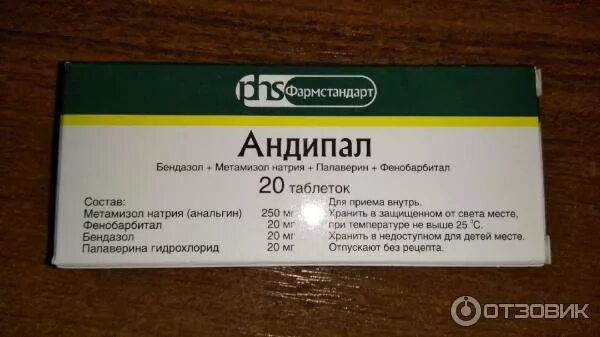 phs Фармстандарт
Андипал
Бендазол + Метамизол натрия + Папаверин + Фенобарбитал
20 таблеток
Состав:
Метамизол натрия (анальгин) 250 мг
Фенобарбитал 20 мг
Бендазол 20 мг
Папаверина гидрохлорид 20 мг
Для приема внутрь.
Хранить в защищенном от света месте,
при температуре не выше 25 °C.
Хранить в недоступном для детей месте.
Отпускают без рецепта.
ОТЗОВИК